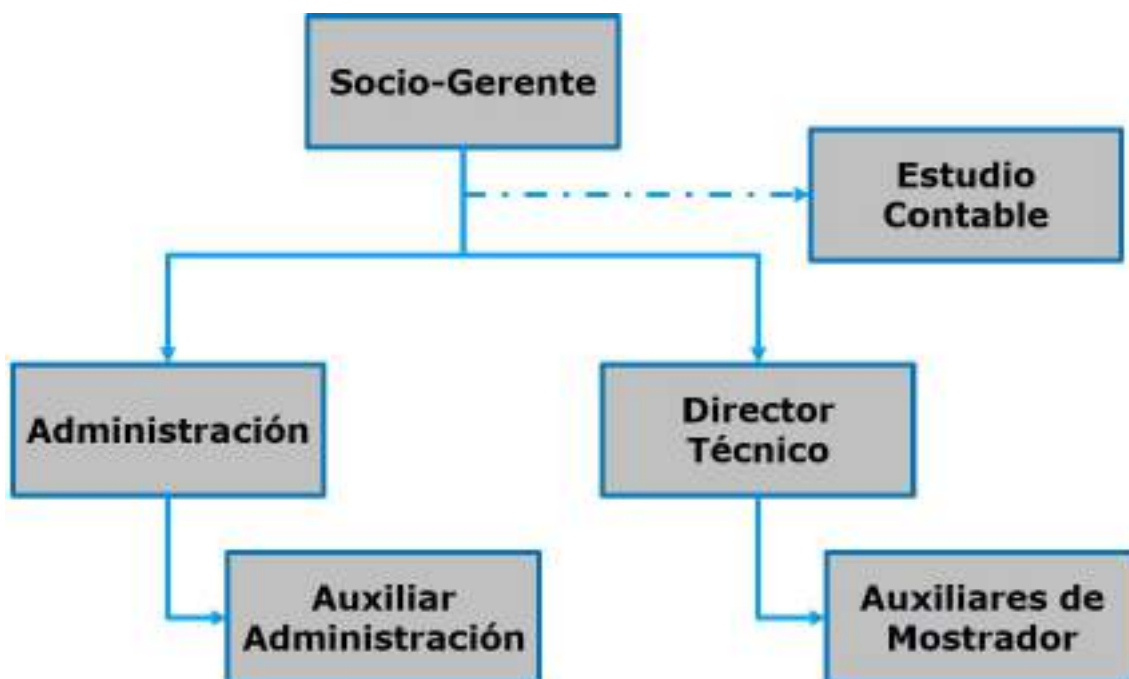 Socio-Gerente
Estudio
Contable
Administración
Director
Técnico
Auxiliar
Administración
Auxiliares de
Mostrador